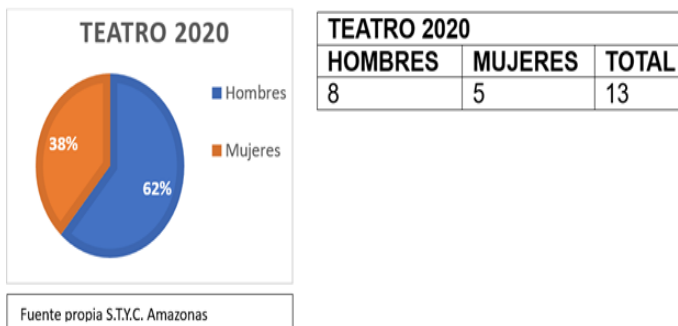 TEATRO 2020
Hombres
Mujeres
38%
62%
Fuente propia S.T.Y.C. Amazonas
TEATRO 2020
HOMBRES MUJERES TOTAL
8 5 13